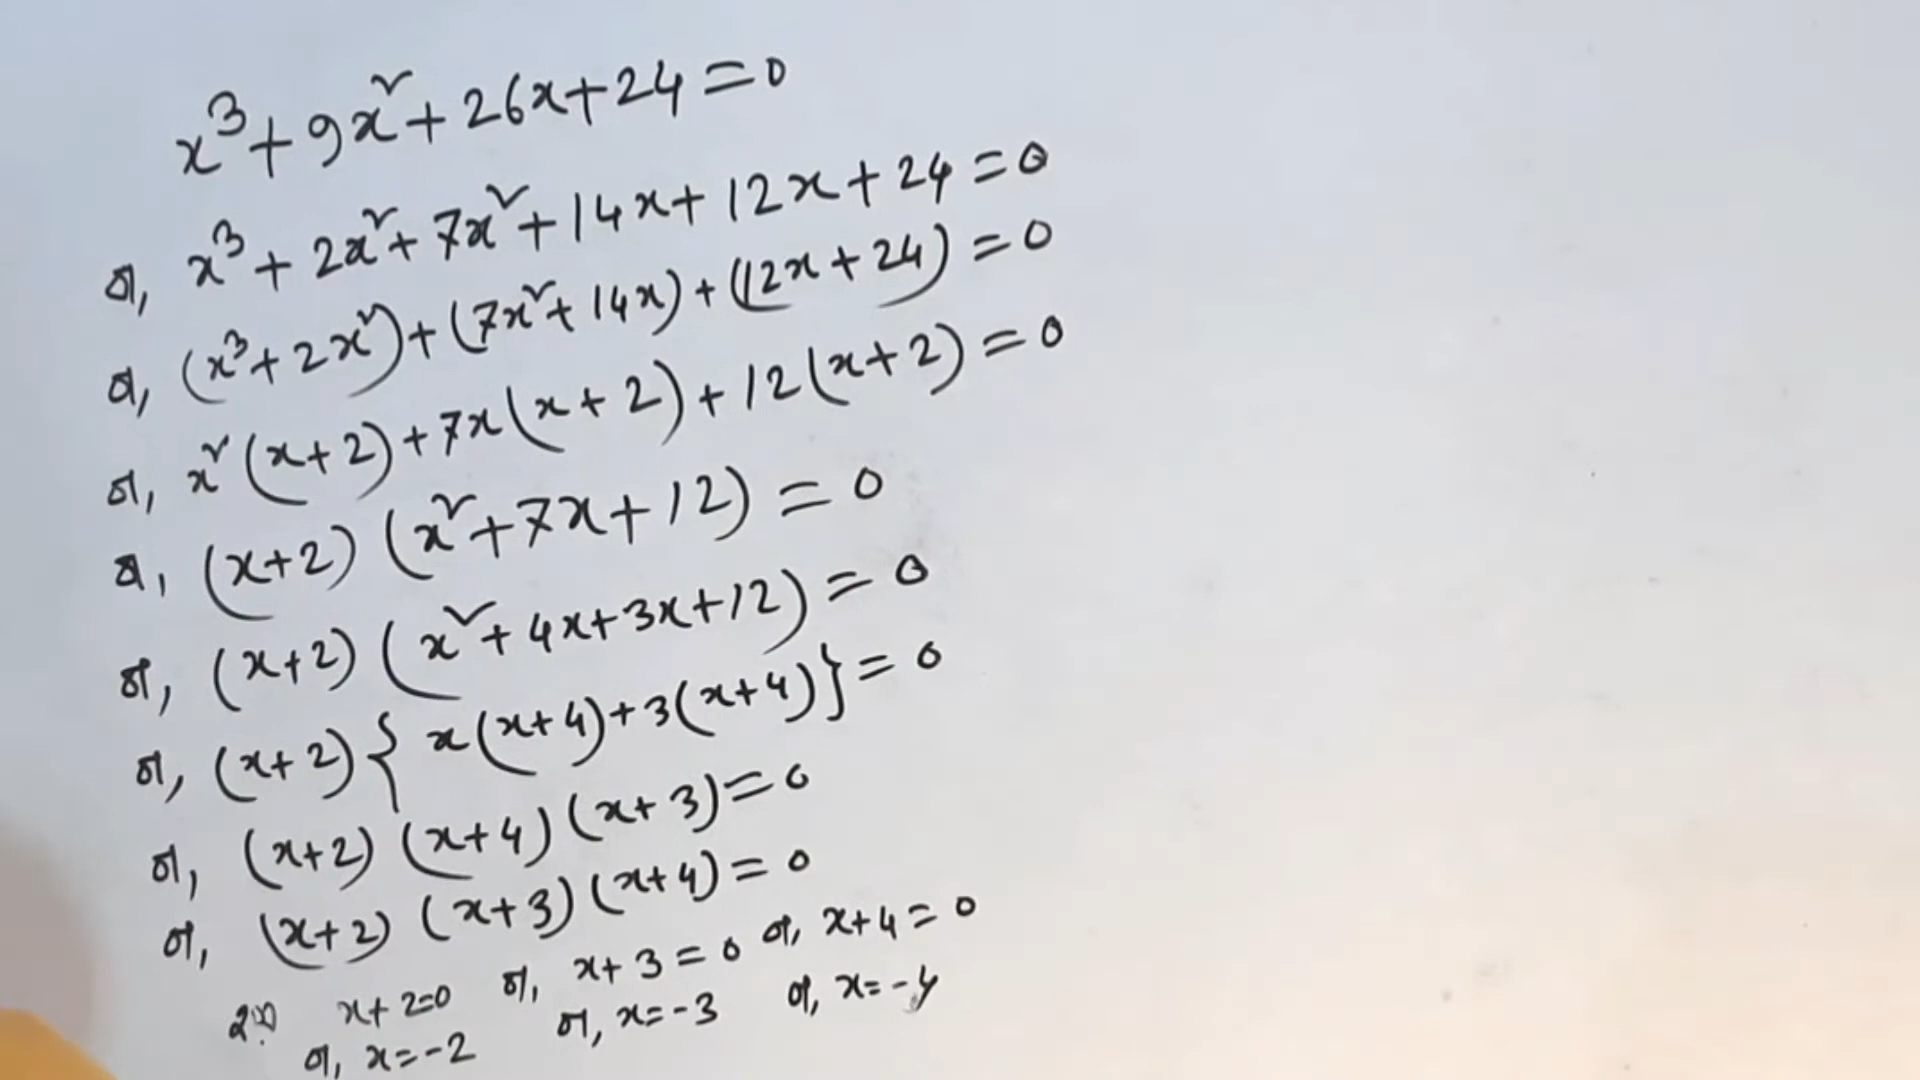 x³+9x²+26x+24=0
বা, x³+2x²+7x²+14x+12x+24=0
বা, (x³+2x²)+(7x²+14x)+(12x+24)=0
বা, x²(x+2)+7x(x+2)+12(x+2)=0
বা, (x+2)(x²+7x+12)=0
বা, (x+2)(x²+4x+3x+12)=0
বা, (x+2){x(x+4)+3(x+4)}=0
বা, (x+2)(x+4)(x+3)=0
বা, (x+2)(x+3)(x+4)=0
x+2=0 বা, x+3=0 বা, x+4=0
বা, x=-2 বা, x=-3 বা, x=-4